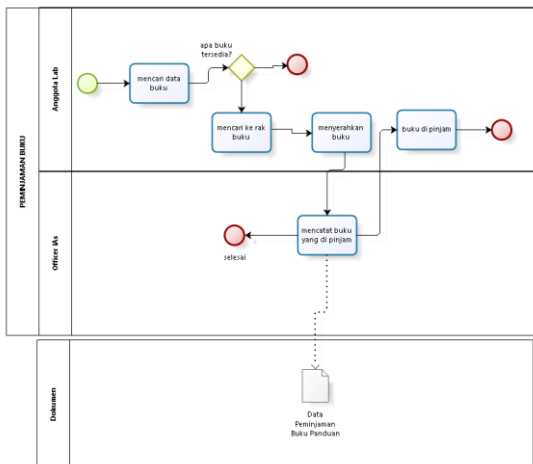 PEMINJAMAN BUKU
Anggota Lab
apa buku
tersedia?
mencari data
buku
mencari ke rak
buku
menyerahkan
buku
buku di pinjam
Officer IAs
mencatat buku
yang di pinjam
selesai
Dokumen
Data
Peminjaman
Buku Panduan